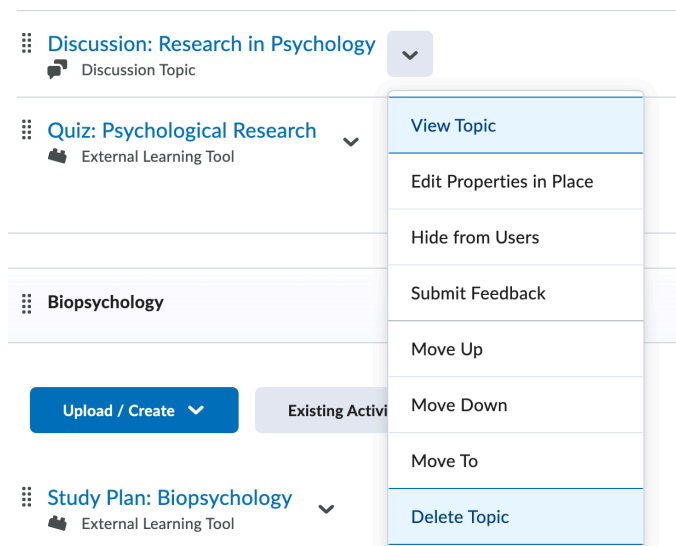 Discussion: Research in Psychology
Discussion Topic
Quiz: Psychological Research
External Learning Tool
View Topic
Edit Properties in Place
Hide from Users
Submit Feedback
Move Up
Move Down
Move To
Delete Topic
Biopsychology
Upload / Create
Existing Activi
Study Plan: Biopsychology
External Learning Tool